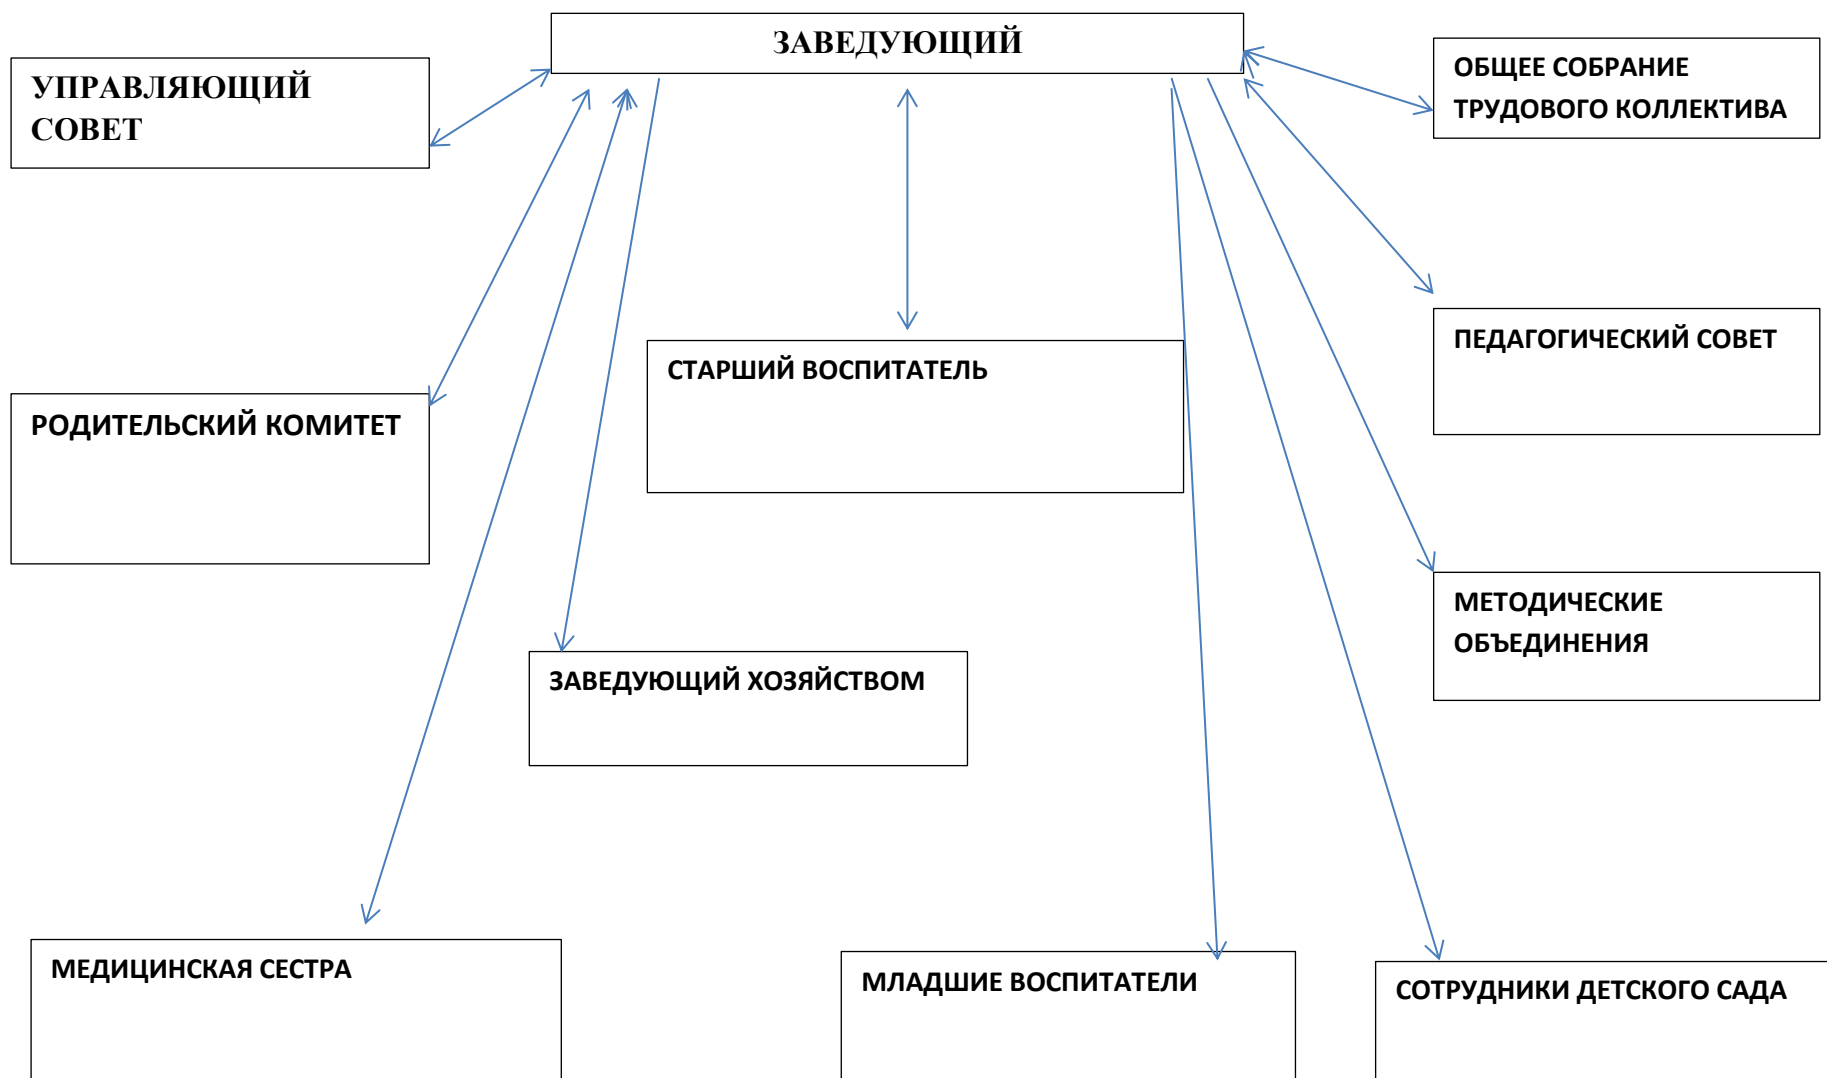 ЗАВЕДУЮЩИЙ
УПРАВЛЯЮЩИЙ
СОВЕТ
ОБЩЕЕ СОБРАНИЕ
ТРУДОВОГО КОЛЛЕКТИВА
ПЕДАГОГИЧЕСКИЙ СОВЕТ
СТАРШИЙ ВОСПИТАТЕЛЬ
РОДИТЕЛЬСКИЙ КОМИТЕТ
МЕТОДИЧЕСКИЕ
ОБЪЕДИНЕНИЯ
ЗАВЕДУЮЩИЙ ХОЗЯЙСТВОМ
МЕДИЦИНСКАЯ СЕСТРА
МЛАДШИЕ ВОСПИТАТЕЛИ
СОТРУДНИКИ ДЕТСКОГО САДА